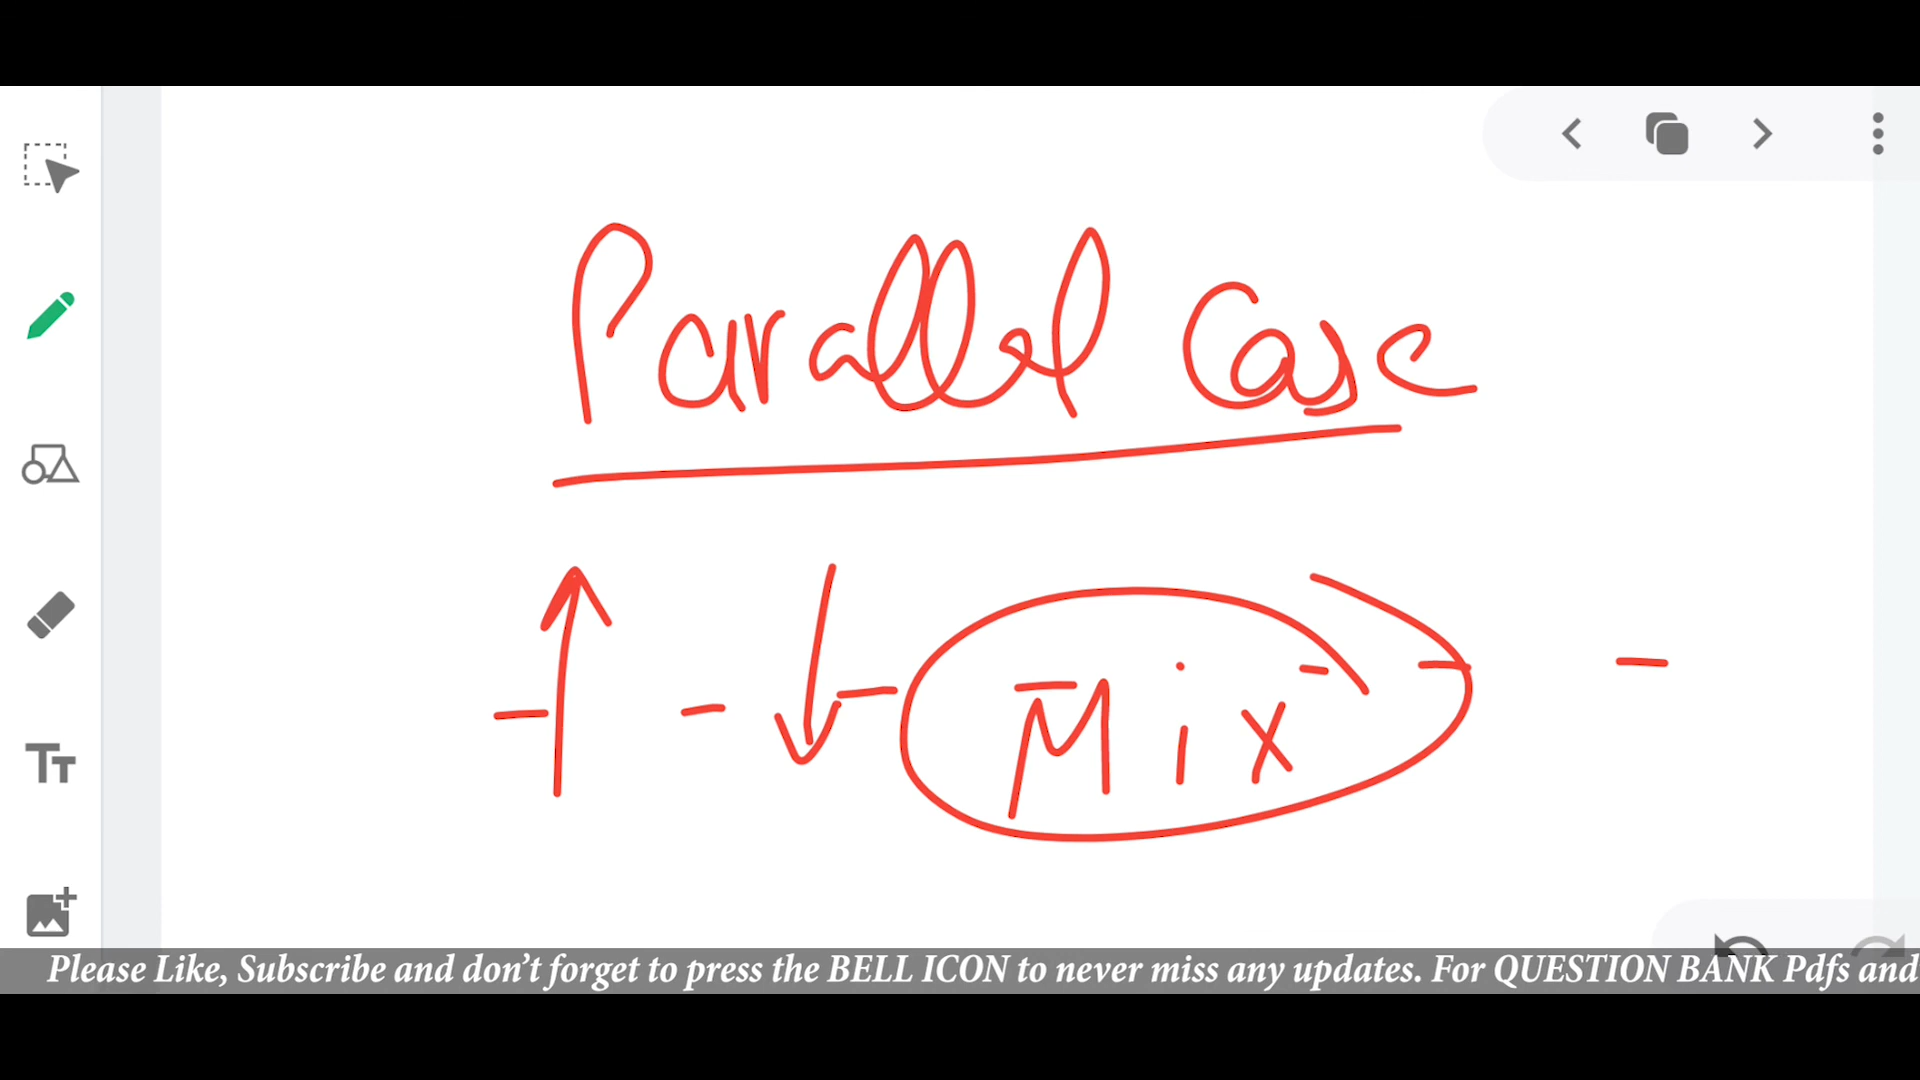 Parallel Case
- ↑ - ↓ - Mix - - -
TT
Please Like, Subscribe and don't forget to press the BELL ICON to never miss any updates. For QUESTION BANK Pdfs and